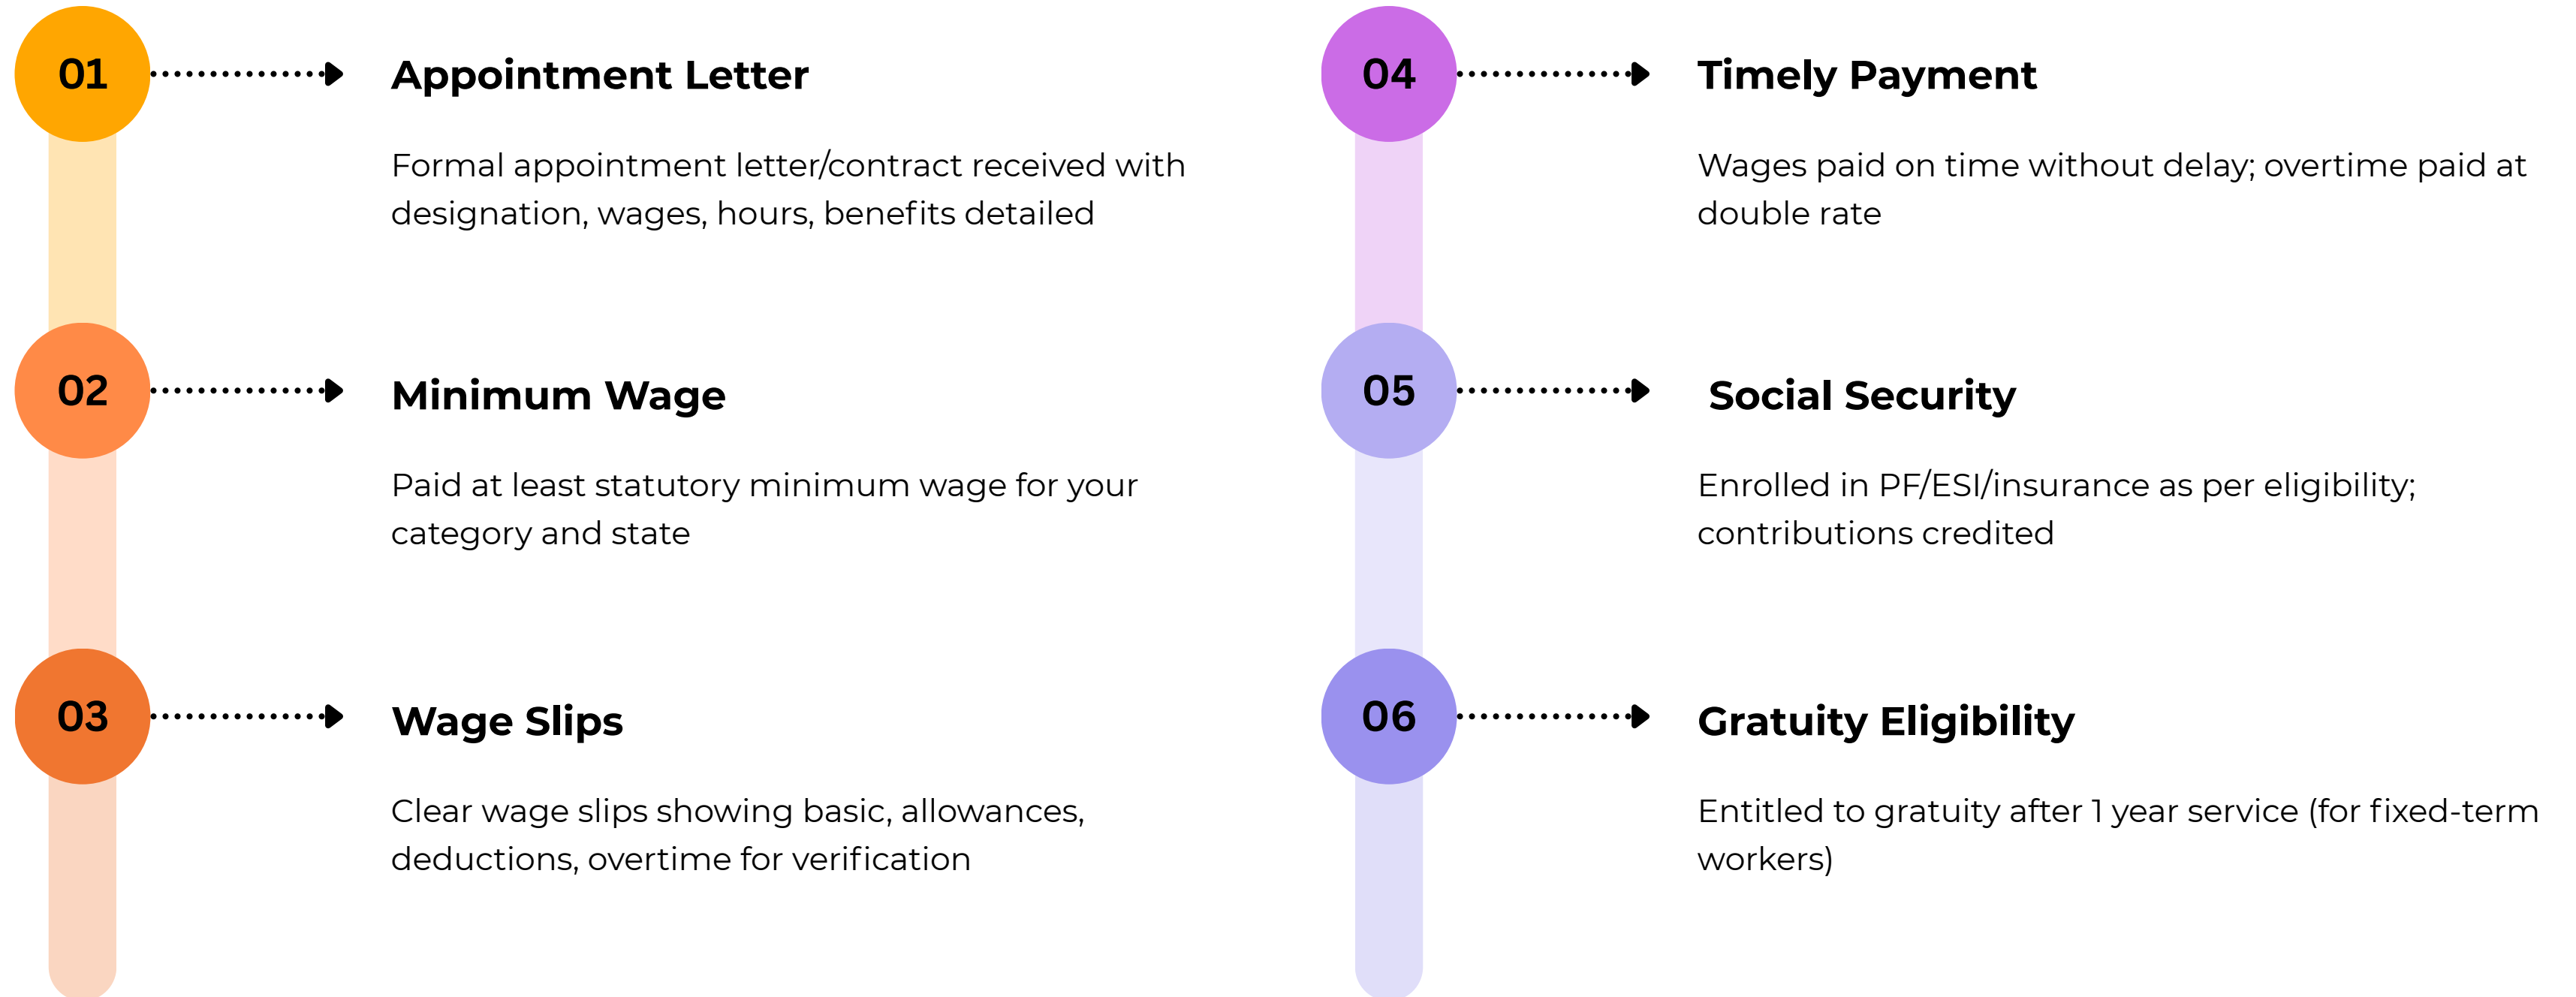 01
Appointment Letter
Formal appointment letter/contract received with
designation, wages, hours, benefits detailed
02
Minimum Wage
Paid at least statutory minimum wage for your
category and state
03
Wage Slips
Clear wage slips showing basic, allowances,
deductions, overtime for verification
04
Timely Payment
Wages paid on time without delay; overtime paid at
double rate
05
Social Security
Enrolled in PF/ESI/insurance as per eligibility;
contributions credited
06
Gratuity Eligibility
Entitled to gratuity after 1 year service (for fixed-term
workers)